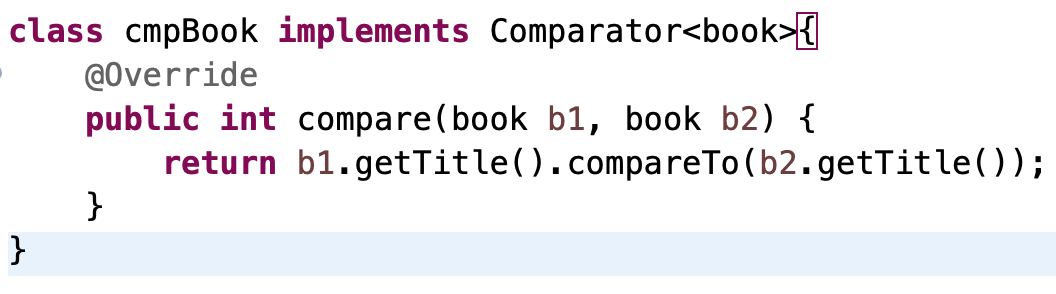 class cmpBook implements Comparator<book>{
    @Override
    public int compare(book b1, book b2) {
        return b1.getTitle().compareTo(b2.getTitle());
    }
}